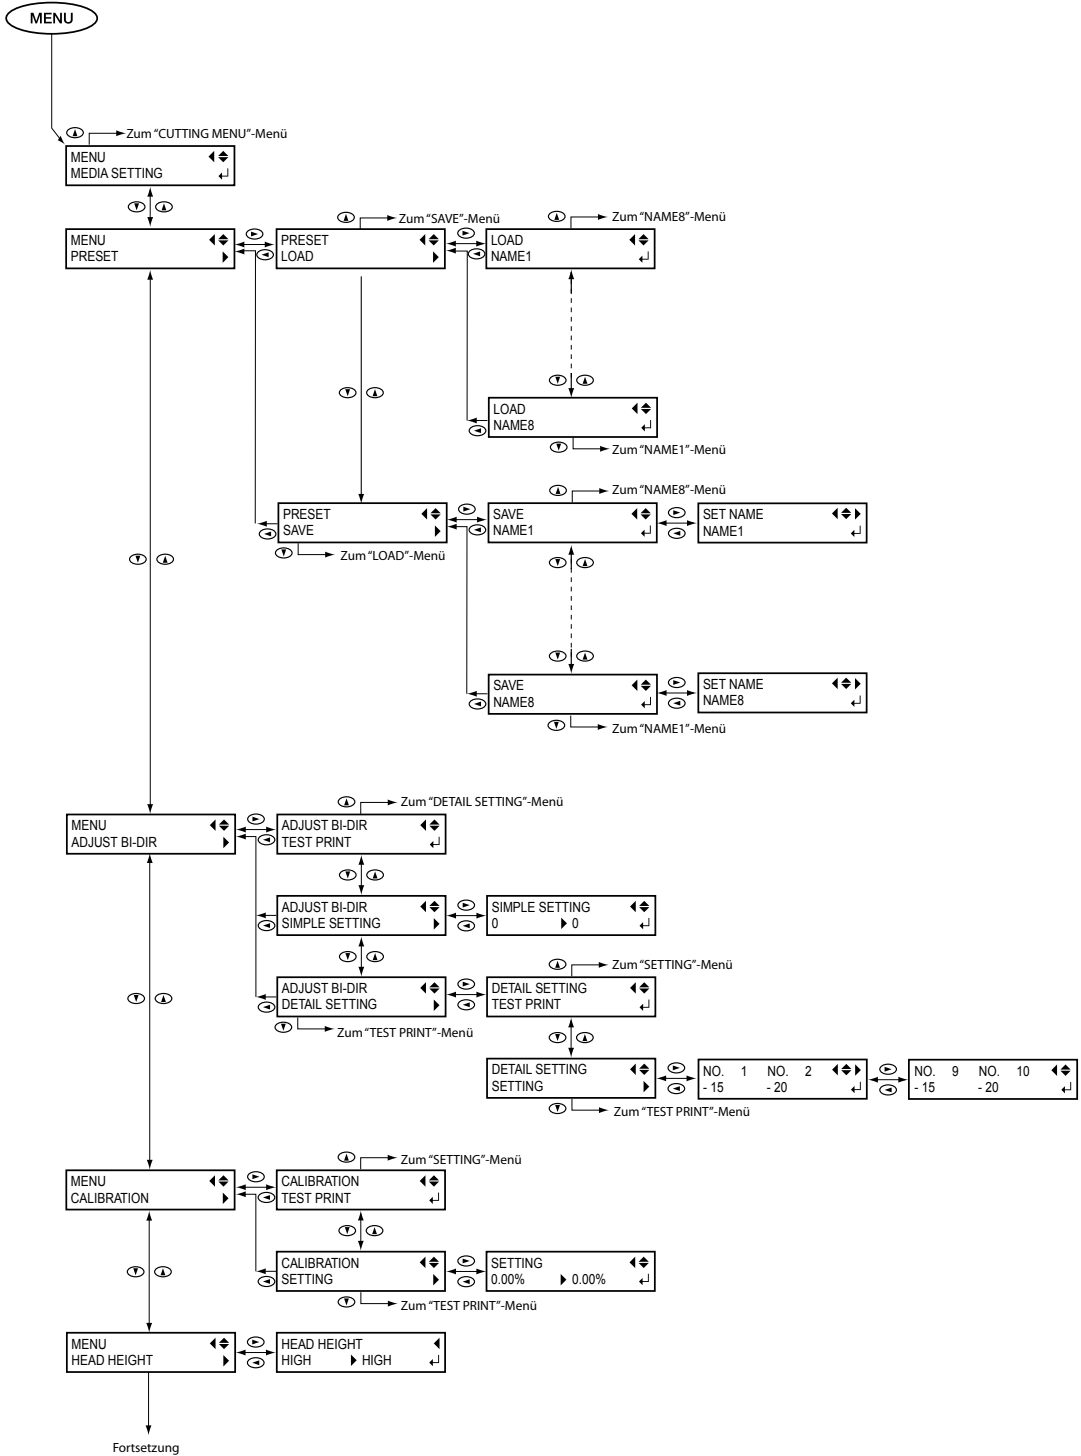 MENU
Zum "CUTTING MENU"-Menü
MENU
MEDIA SETTING
Zum "SAVE"-Menü
Zum "NAME8"-Menü
MENU
PRESET
PRESET
LOAD
LOAD
NAME1
LOAD
NAME8
Zum "NAME1"-Menü
Zum "NAME8"-Menü
PRESET
SAVE
SAVE
NAME1
SET NAME
NAME1
Zum "LOAD"-Menü
SAVE
NAME8
SET NAME
NAME8
Zum "NAME1"-Menü
Zum "DETAIL SETTING"-Menü
MENU
ADJUST BI-DIR
ADJUST BI-DIR
TEST PRINT
ADJUST BI-DIR
SIMPLE SETTING
SIMPLE SETTING
0 0
Zum "SETTING"-Menü
ADJUST BI-DIR
DETAIL SETTING
DETAIL SETTING
TEST PRINT
Zum "TEST PRINT"-Menü
DETAIL SETTING
SETTING
NO. 1 NO. 2
- 15 - 20
NO. 9 NO. 10
- 15 - 20
Zum "TEST PRINT"-Menü
Zum "SETTING"-Menü
MENU
CALIBRATION
CALIBRATION
TEST PRINT
CALIBRATION
SETTING
SETTING
0.00% 0.00%
Zum "TEST PRINT"-Menü
MENU
HEAD HEIGHT
HEAD HEIGHT
HIGH HIGH
Fortsetzung